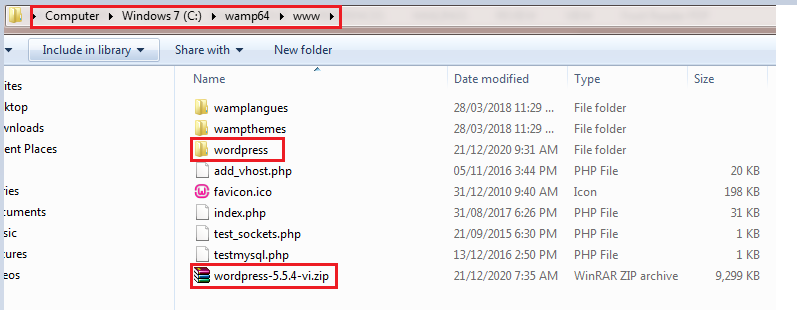 Computer Windows 7 (C:) wamp64 www
Include in library Share with New folder
Name Date modified Type Size
ites
sktop
wnloads
ent Places
ries
cuments
sic
tures
eos
wamplangues 28/03/2018 11:29 ... File folder
wampthemes 28/03/2018 11:29 ... File folder
wordpress 21/12/2020 9:31 AM File folder
add_vhost.php 05/11/2016 3:44 PM PHP File 20 KB
favicon.ico 31/12/2010 9:40 AM Icon 198 KB
index.php 31/08/2017 6:26 PM PHP File 31 KB
test_sockets.php 21/09/2015 6:30 PM PHP File 1 KB
testmysql.php 13/12/2016 2:50 PM PHP File 1 KB
wordpress-5.5.4-vi.zip 21/12/2020 7:35 AM WinRAR ZIP archive 9,299 KB